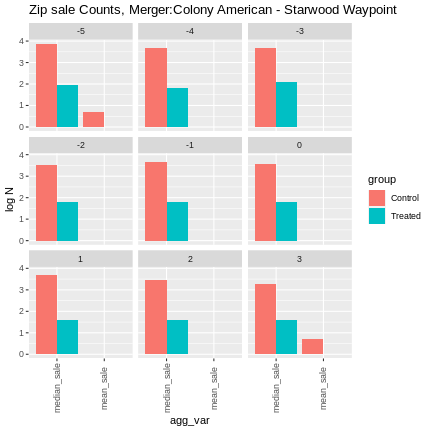 Zip sale Counts, Merger:Colony American - Starwood Waypoint
-5
-4
-3
4
3
2
1
0
-2
-1
0
4
3
2
1
0
1
2
3
4
3
2
1
0
log N
median_sale
mean_sale
median_sale
mean_sale
median_sale
mean_sale
agg_var
group
Control
Treated